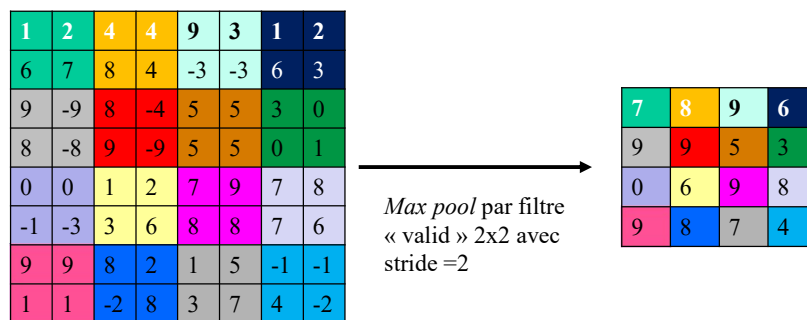 1 2 4 4 9 3 1 2
6 7 8 4 -3 -3 6 3
9 -9 8 -4 5 5 3 0
8 -8 9 -9 5 5 0 1
0 0 1 2 7 9 7 8
-1 -3 3 6 8 8 7 6
9 9 8 2 1 5 -1 -1
1 1 -2 8 3 7 4 -2
Max pool par filtre
« valid » 2x2 avec
stride =2
7 8 9 6
9 9 5 3
0 6 9 8
9 8 7 4